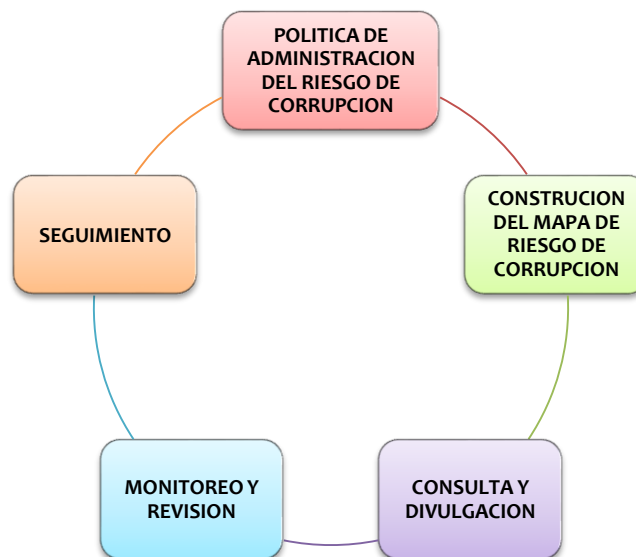 POLITICA DE
ADMINISTRACION
DEL RIESGO DE
CORRUPCION
CONSTRUCION
DEL MAPA DE
RIESGO DE
CORRUPCION
CONSULTA Y
DIVULGACION
MONITOREO Y
REVISION
SEGUIMIENTO